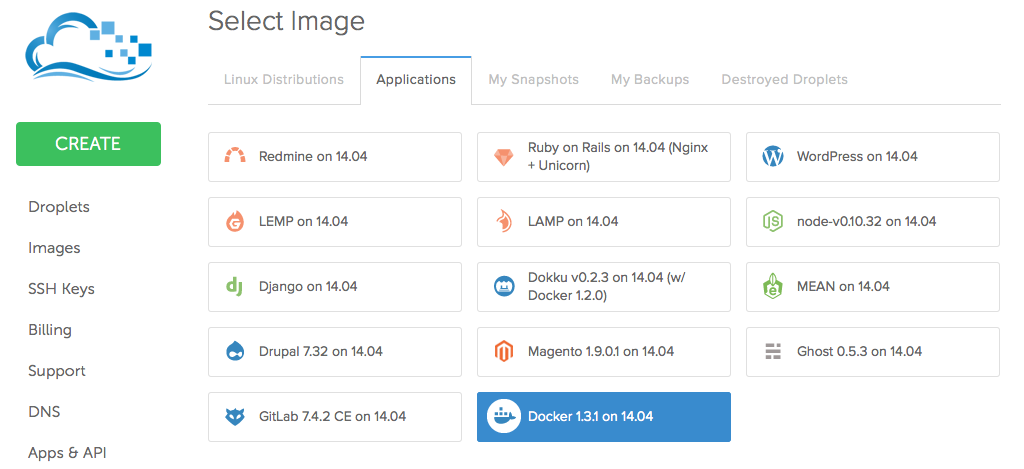 Select Image
Linux Distributions
Applications
My Snapshots
My Backups
Destroyed Droplets
CREATE
Droplets
Images
SSH Keys
Billing
Support
DNS
Apps & API
Redmine on 14.04
Ruby on Rails on 14.04 (Nginx
+ Unicorn)
WordPress on 14.04
LEMP on 14.04
LAMP on 14.04
node-v0.10.32 on 14.04
Django on 14.04
Dokku v0.2.3 on 14.04 (w/
Docker 1.2.0)
MEAN on 14.04
Drupal 7.32 on 14.04
Magento 1.9.0.1 on 14.04
Ghost 0.5.3 on 14.04
GitLab 7.4.2 CE on 14.04
Docker 1.3.1 on 14.04